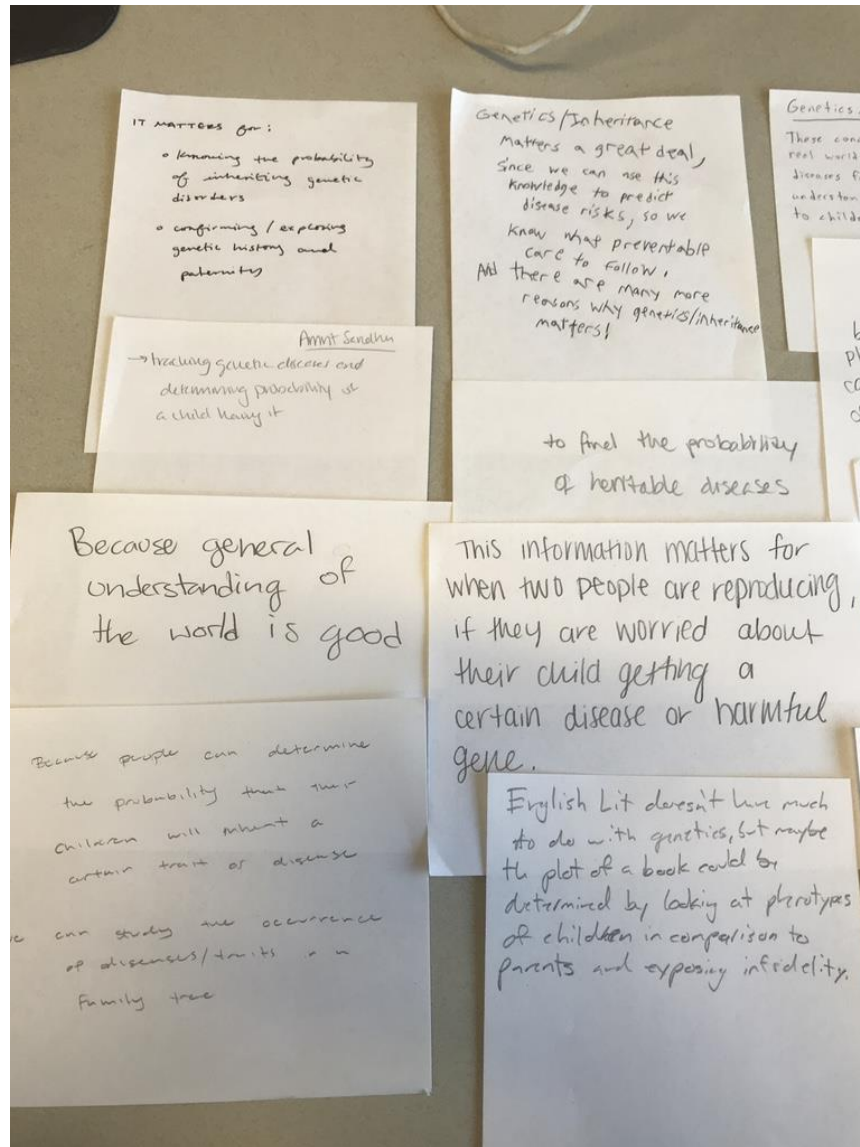 IT MATTERS for:
o knowing the probability
of inheriting genetic
disorders
o confirming / exploring
genetic history and
paternity
Amrit Sandhu
→ tracking genetic diseases and
determining probability of
a child having it
Because general
understanding of
the world is good
Because people can determine
the probability that their
children will inherit a
certain trait or disease
can study the occurrence
of diseases/traits
Family tree
Genetics/Inheritance
Matters a great deal,
since we can use this
knowledge to predict
disease risks, so we
know what preventable
care to follow.
And there are many more
reasons why genetics/inheritance
matters!
to find the probability
of heritable diseases
This information matters for
when two people are reproducing,
if they are worried about
their child getting a
certain disease or harmful
gene.
English Lit doesn't have much
to do with genetics, but maybe
the plot of a book could be
determined by looking at phenotypes
of children in comparison to
parents and exposing infidelity.
Genetics
These
real world
diseases
to